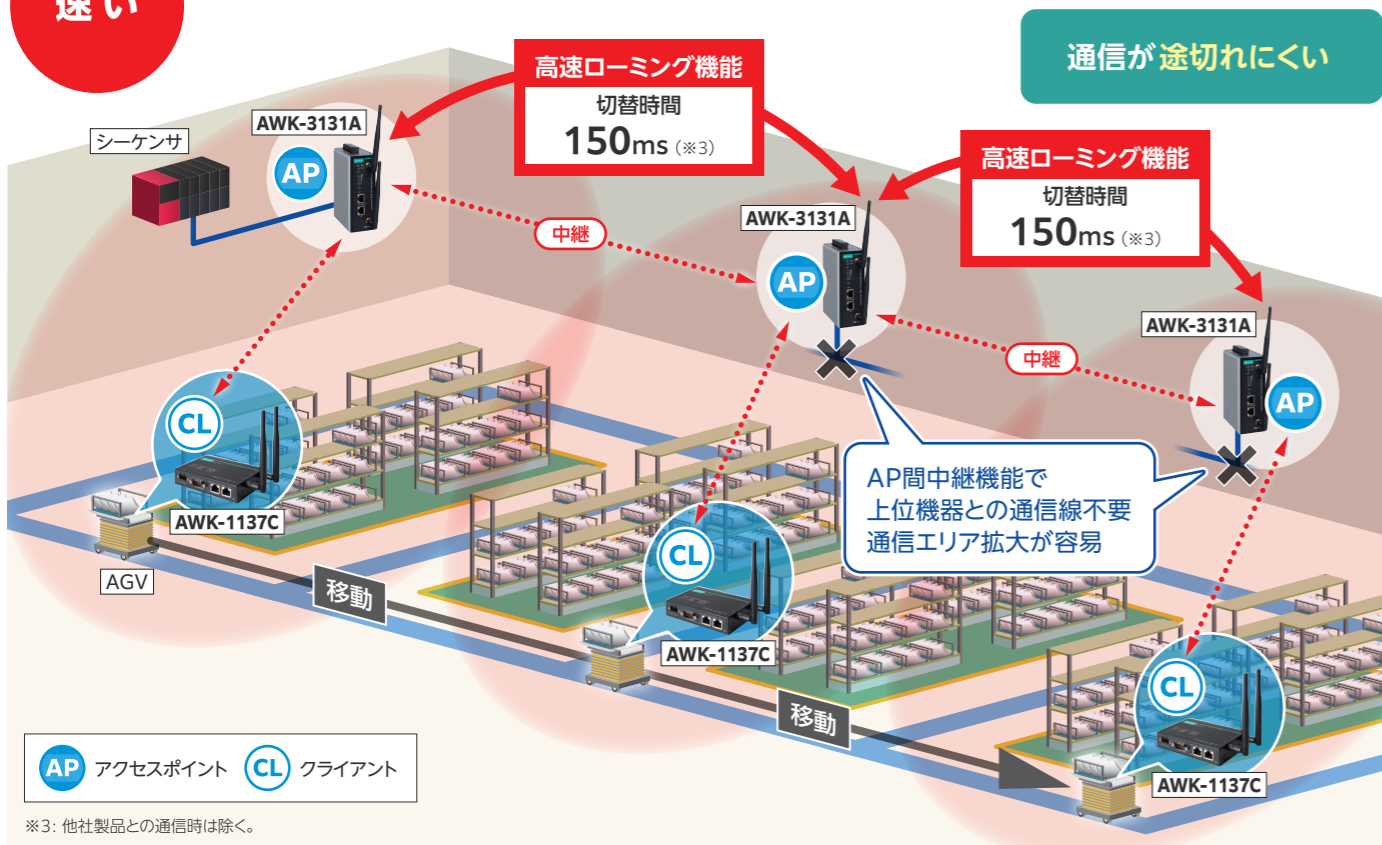 速い
通信が途切れにくい
高速ローミング機能
切替時間
150ms (※3)
高速ローミング機能
切替時間
150ms (※3)
シーケンサ
AWK-3131A
AP
中継
AWK-3131A
AP
中継
AWK-3131A
AP
AP間中継機能で
上位機器との通信線不要
通信エリア拡大が容易
CL
AWK-1137C
AGV
移動
CL
AWK-1137C
移動
CL
AWK-1137C
AP アクセスポイント CL クライアント
※3: 他社製品との通信時は除く。